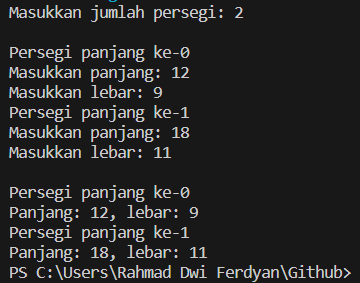 Masukkan jumlah persegi: 2
Persegi panjang ke-0
Masukkan panjang: 12
Masukkan lebar: 9
Persegi panjang ke-1
Masukkan panjang: 18
Masukkan lebar: 11
Persegi panjang ke-0
Panjang: 12, lebar: 9
Persegi panjang ke-1
Panjang: 18, lebar: 11
PS C:\Users\Rahmad Dwi Ferdyan\Github>